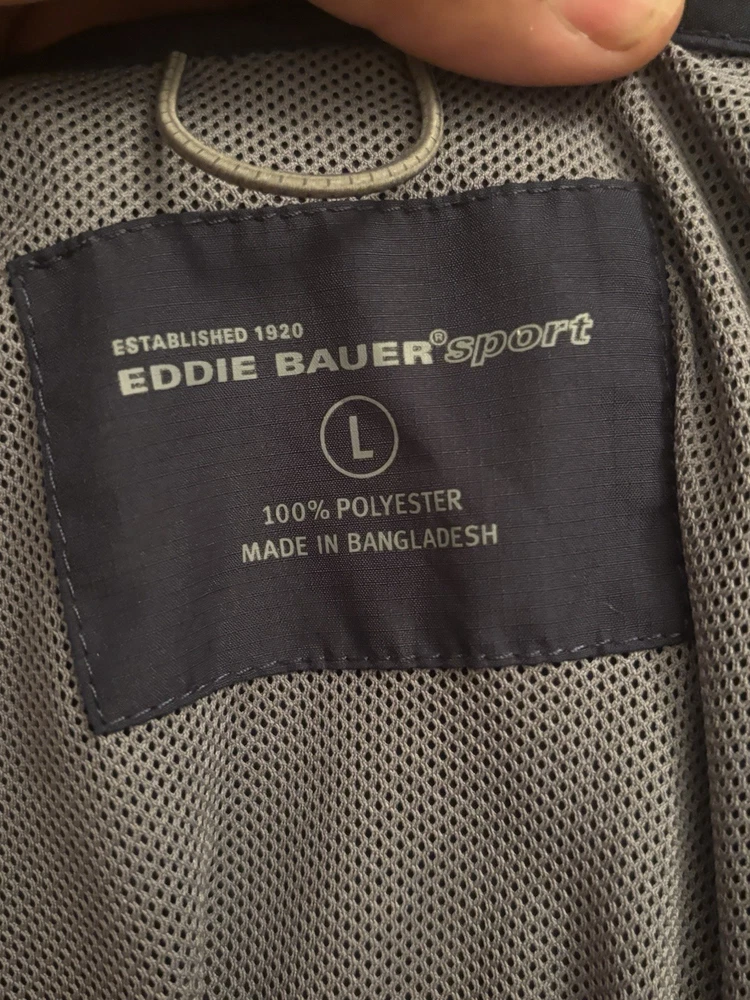 ESTABLISHED 1920
EDDIE BAUER® sport
L
100% POLYESTER
MADE IN BANGLADESH